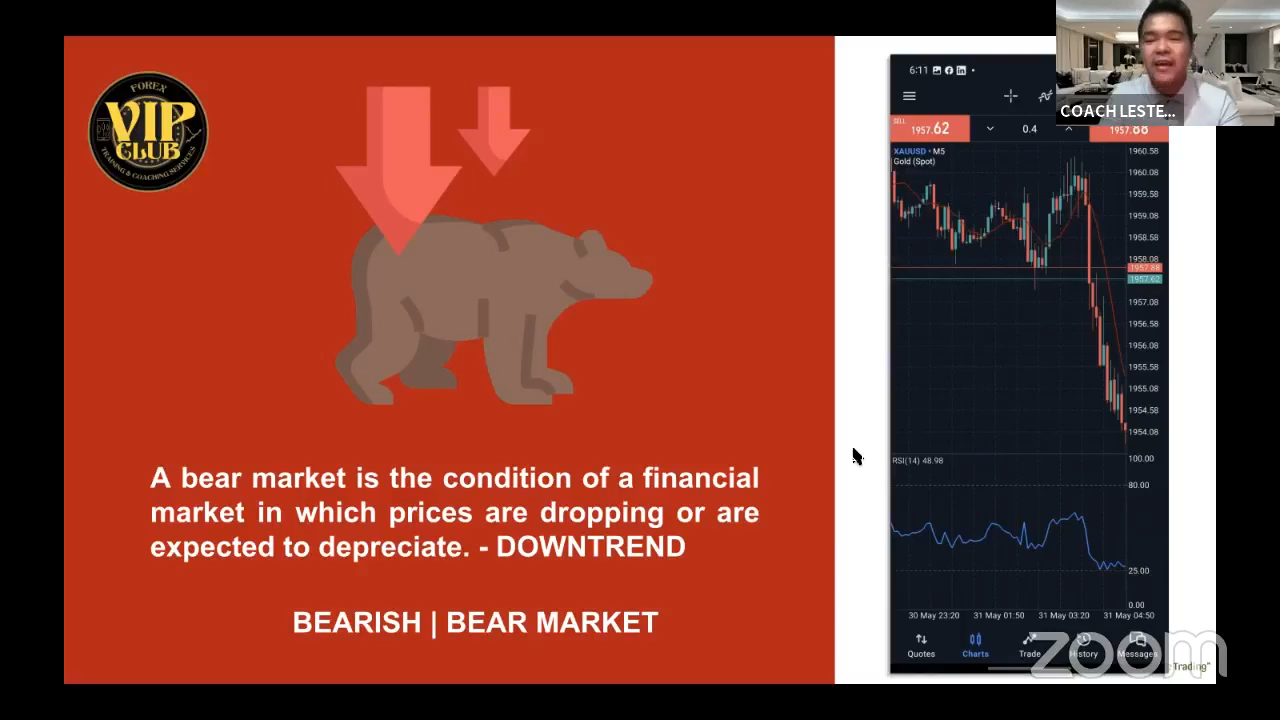 FOREX
VIP
CLUB
TRAINING & COACHING SERVICES
A bear market is the condition of a financial
market in which prices are dropping or are
expected to depreciate. - DOWNTREND
BEARISH | BEAR MARKET
6:11
SELL
1957.62
0.4
1957.88
XAUUSD • M5
Gold (Spot)
1960.58
1960.08
1959.58
1959.08
1958.58
1958.08
1957.88
1957.62
1957.08
1956.58
1956.08
1955.58
1955.08
1954.58
1954.08
RSI(14) 48.98
100.00
80.00
25.00
0.00
30 May 23:20
31 May 01:50
31 May 03:20
31 May 04:50
Quotes
Charts
Trade
History
Messages
COACH LESTE...
zoom
Trading"